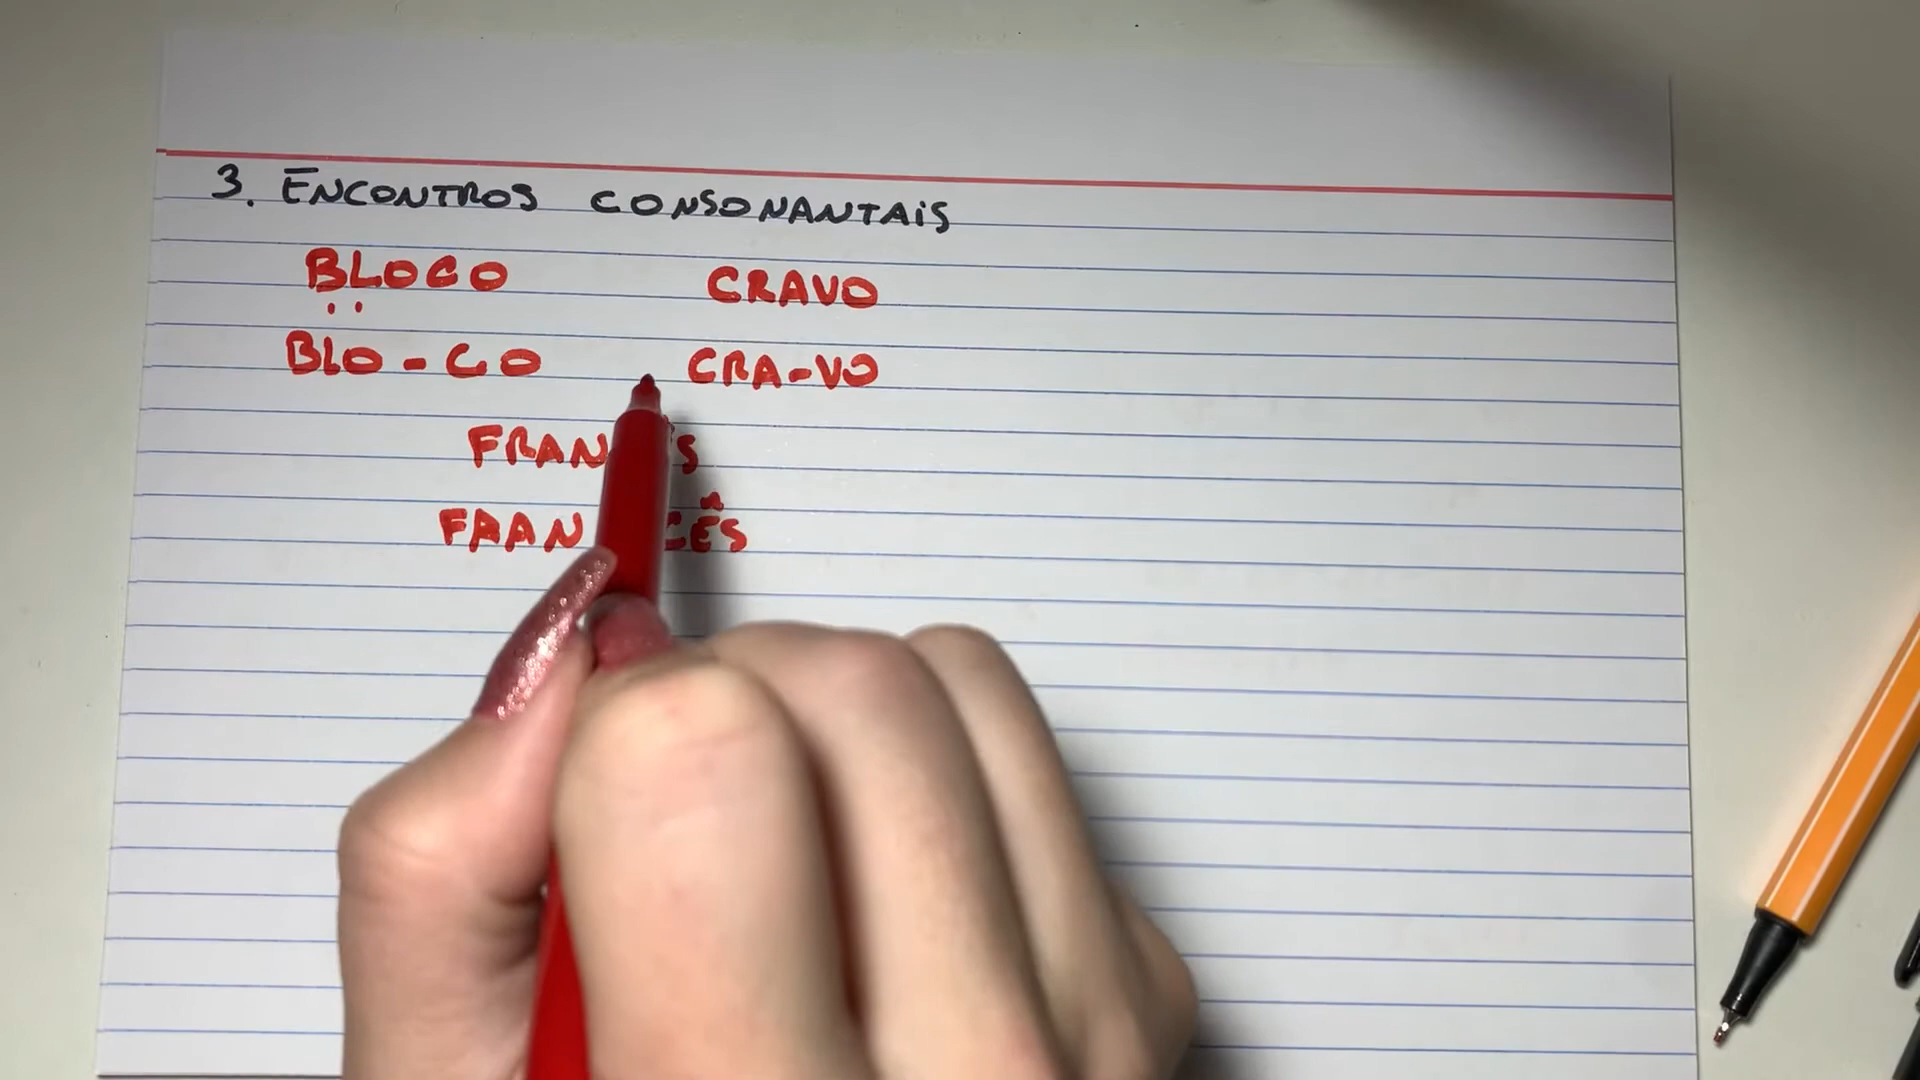 3. ENCONTROS CONSONANTAIS
BLOCO CRAVO
BLO-CO CRA-VO
FRAN S
FRAN CÊS